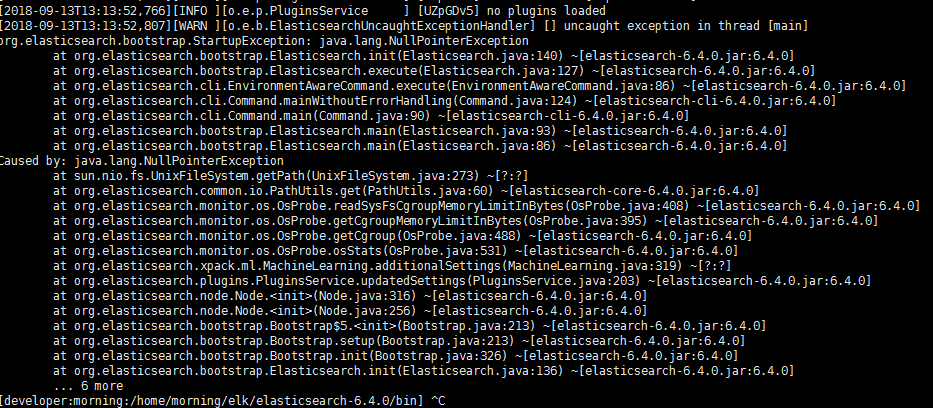 [2018-09-13T13:13:52,766][INFO ][o.e.p.PluginsService     ] [UZpGDv5] no plugins loaded
[2018-09-13T13:13:52,807][WARN ][o.e.b.ElasticsearchUncaughtExceptionHandler] [] uncaught exception in thread [main]
org.elasticsearch.bootstrap.StartupException: java.lang.NullPointerException
at org.elasticsearch.bootstrap.Elasticsearch.init(Elasticsearch.java:140) ~[elasticsearch-6.4.0.jar:6.4.0]
at org.elasticsearch.bootstrap.Elasticsearch.execute(Elasticsearch.java:127) ~[elasticsearch-6.4.0.jar:6.4.0]
at org.elasticsearch.cli.EnvironmentAwareCommand.execute(EnvironmentAwareCommand.java:86) ~[elasticsearch-6.4.0.jar:6.4.0]
at org.elasticsearch.cli.Command.mainWithoutErrorHandling(Command.java:124) ~[elasticsearch-cli-6.4.0.jar:6.4.0]
at org.elasticsearch.cli.Command.main(Command.java:90) ~[elasticsearch-cli-6.4.0.jar:6.4.0]
at org.elasticsearch.bootstrap.Elasticsearch.main(Elasticsearch.java:93) ~[elasticsearch-6.4.0.jar:6.4.0]
at org.elasticsearch.bootstrap.Elasticsearch.main(Elasticsearch.java:86) ~[elasticsearch-6.4.0.jar:6.4.0]
Caused by: java.lang.NullPointerException
at sun.nio.fs.UnixFileSystem.getPath(UnixFileSystem.java:273) ~[?:?]
at org.elasticsearch.common.io.PathUtils.get(PathUtils.java:60) ~[elasticsearch-core-6.4.0.jar:6.4.0]
at org.elasticsearch.monitor.os.OsProbe.readSysFsCgroupMemoryLimitInBytes(OsProbe.java:408) ~[elasticsearch-6.4.0.jar:6.4.0]
at org.elasticsearch.monitor.os.OsProbe.getCgroupMemoryLimitInBytes(OsProbe.java:395) ~[elasticsearch-6.4.0.jar:6.4.0]
at org.elasticsearch.monitor.os.OsProbe.getCgroup(OsProbe.java:488) ~[elasticsearch-6.4.0.jar:6.4.0]
at org.elasticsearch.monitor.os.OsProbe.osStats(OsProbe.java:531) ~[elasticsearch-6.4.0.jar:6.4.0]
at org.elasticsearch.xpack.ml.MachineLearning.additionalSettings(MachineLearning.java:319) ~[?:?]
at org.elasticsearch.plugins.PluginsService.updatedSettings(PluginsService.java:203) ~[elasticsearch-6.4.0.jar:6.4.0]
at org.elasticsearch.node.Node.<init>(Node.java:316) ~[elasticsearch-6.4.0.jar:6.4.0]
at org.elasticsearch.node.Node.<init>(Node.java:256) ~[elasticsearch-6.4.0.jar:6.4.0]
at org.elasticsearch.bootstrap.Bootstrap$5.<init>(Bootstrap.java:213) ~[elasticsearch-6.4.0.jar:6.4.0]
at org.elasticsearch.bootstrap.Bootstrap.setup(Bootstrap.java:213) ~[elasticsearch-6.4.0.jar:6.4.0]
at org.elasticsearch.bootstrap.Bootstrap.init(Bootstrap.java:326) ~[elasticsearch-6.4.0.jar:6.4.0]
at org.elasticsearch.bootstrap.Elasticsearch.init(Elasticsearch.java:136) ~[elasticsearch-6.4.0.jar:6.4.0]
... 6 more
[developer:morning:/home/morning/elk/elasticsearch-6.4.0/bin] ^C